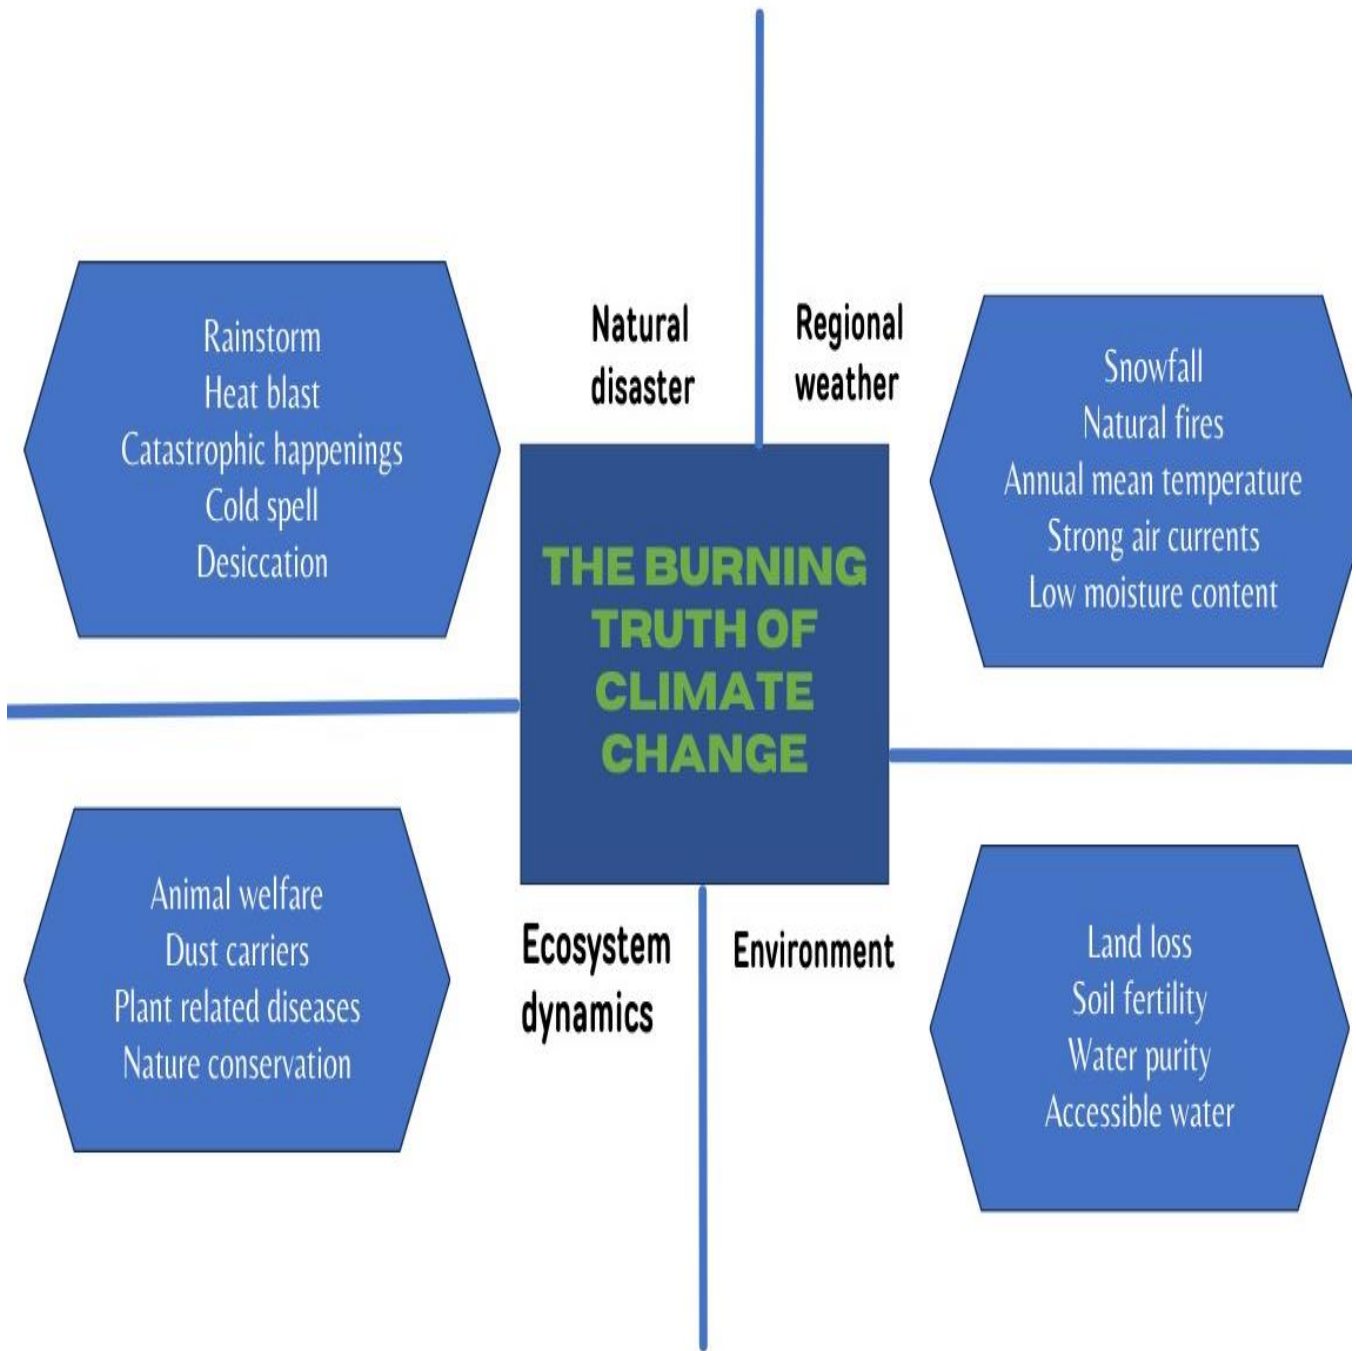 Natural
disaster
Regional
weather
Rainstorm
Heat blast
Catastrophic happenings
Cold spell
Desiccation
Snowfall
Natural fires
Annual mean temperature
Strong air currents
Low moisture content
THE BURNING
TRUTH OF
CLIMATE
CHANGE
Animal welfare
Dust carriers
Plant related diseases
Nature conservation
Ecosystem
dynamics
Environment
Land loss
Soil fertility
Water purity
Accessible water